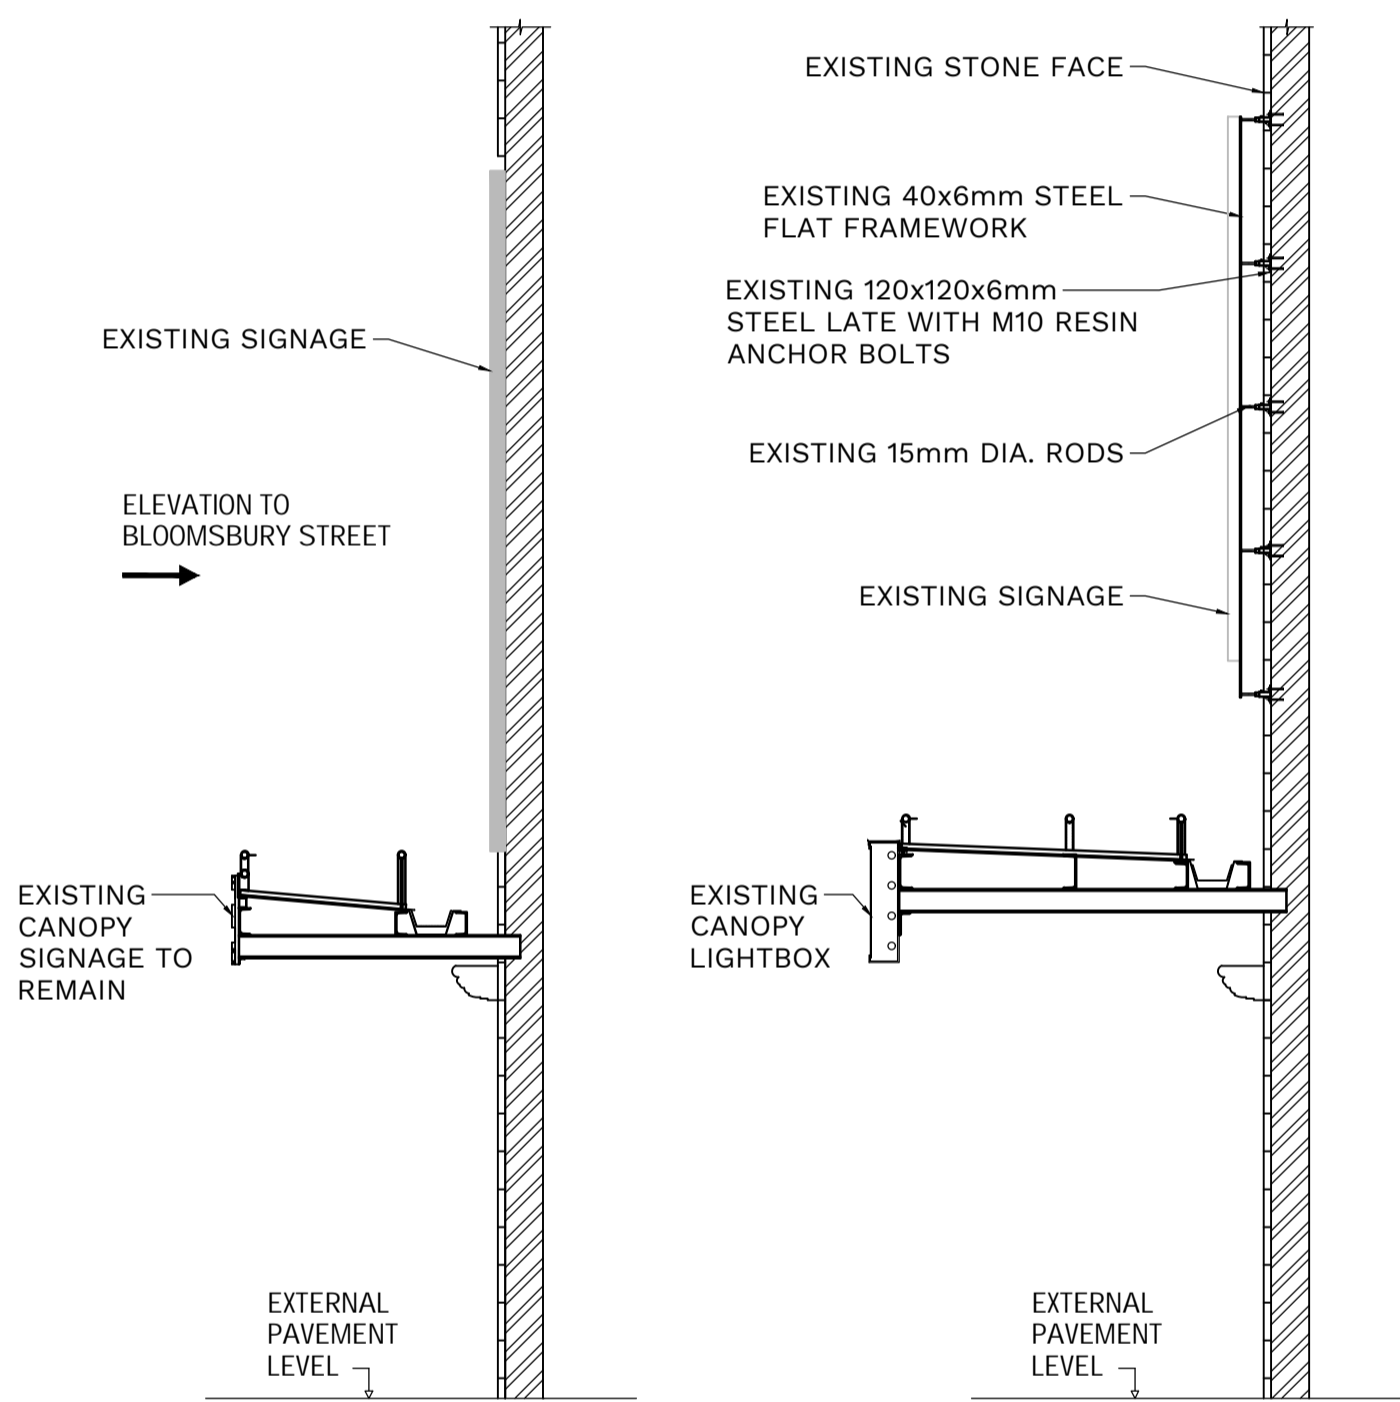 EXISTING SIGNAGE
ELEVATION TO
BLOOMSBURY STREET
EXISTING
CANOPY
SIGNAGE TO
REMAIN
EXTERNAL
PAVEMENT
LEVEL
EXISTING STONE FACE
EXISTING 40x6mm STEEL
FLAT FRAMEWORK
EXISTING 120x120x6mm
STEEL LATE WITH M10 RESIN
ANCHOR BOLTS
EXISTING 15mm DIA. RODS
EXISTING SIGNAGE
EXISTING
CANOPY
LIGHTBOX
EXTERNAL
PAVEMENT
LEVEL